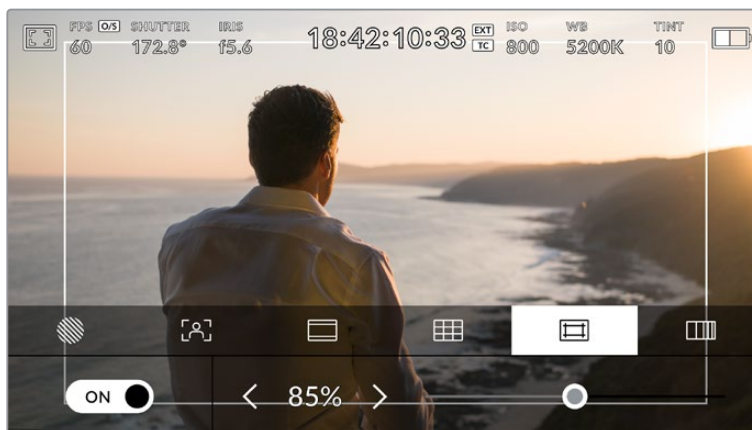 FPS O/S SHUTTER IRIS 18:42:10:33 EXT ISO WB TINT
60 172.8° f5.6 TC 800 5200K 10
ON 85%